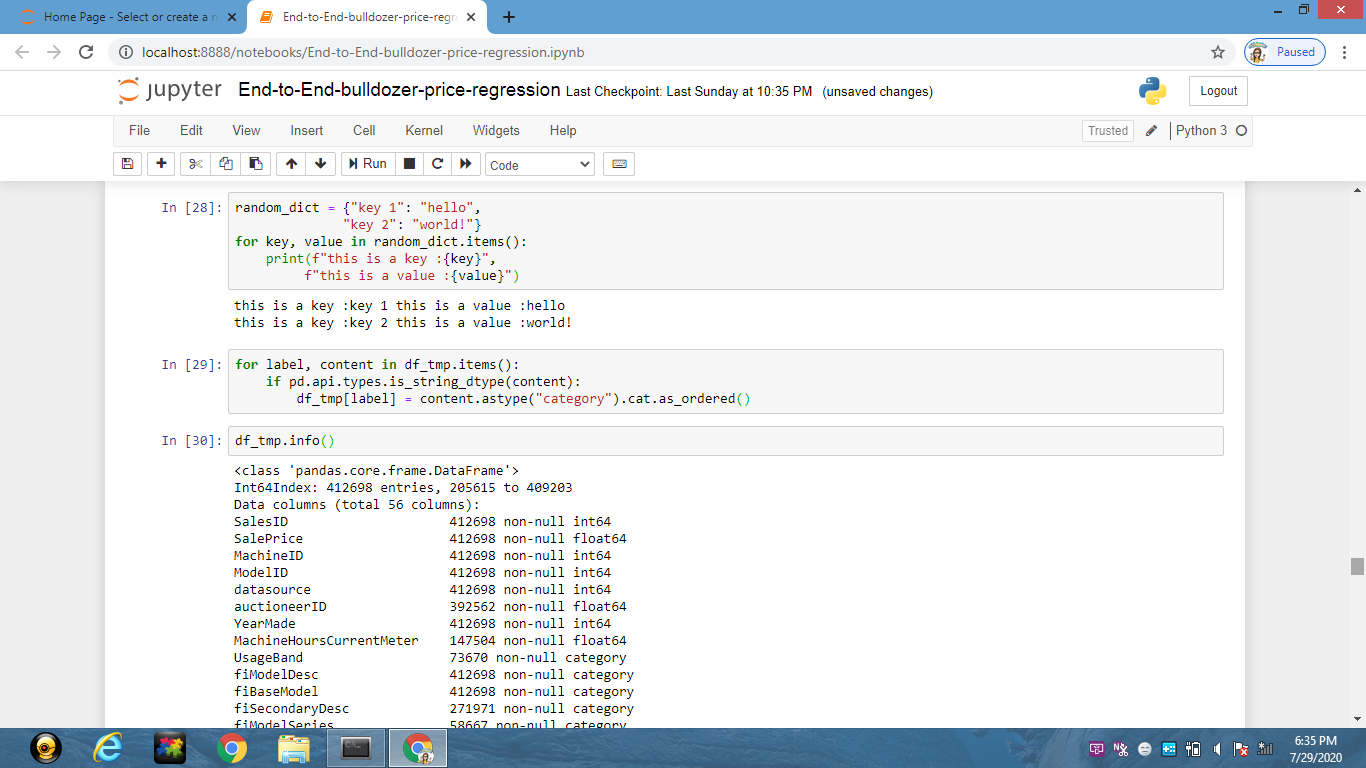 Home Page - Select or create a n
End-to-End-bulldozer-price-regre
localhost:8888/notebooks/End-to-End-bulldozer-price-regression.ipynb
Paused
jupyter End-to-End-bulldozer-price-regression Last Checkpoint: Last Sunday at 10:35 PM (unsaved changes)
Logout
File Edit View Insert Cell Kernel Widgets Help
Trusted Python 3
Run Code
In [28]: random_dict = {"key 1": "hello",
"key 2": "world!"}
for key, value in random_dict.items():
print(f"this is a key :{key}",
f"this is a value :{value}")
this is a key :key 1 this is a value :hello
this is a key :key 2 this is a value :world!
In [29]: for label, content in df_tmp.items():
if pd.api.types.is_string_dtype(content):
df_tmp[label] = content.astype("category").cat.as_ordered()
In [30]: df_tmp.info()
<class 'pandas.core.frame.DataFrame'>
Int64Index: 412698 entries, 205615 to 409203
Data columns (total 56 columns):
SalesID 412698 non-null int64
SalePrice 412698 non-null float64
MachineID 412698 non-null int64
ModelID 412698 non-null int64
datasource 412698 non-null int64
auctioneerID 392562 non-null float64
YearMade 412698 non-null int64
MachineHoursCurrentMeter 147504 non-null float64
UsageBand 73670 non-null category
fiModelDesc 412698 non-null category
fiBaseModel 412698 non-null category
fiSecondaryDesc 271971 non-null category
fiModelSeries 58667 non-null category
6:35 PM
7/29/2020